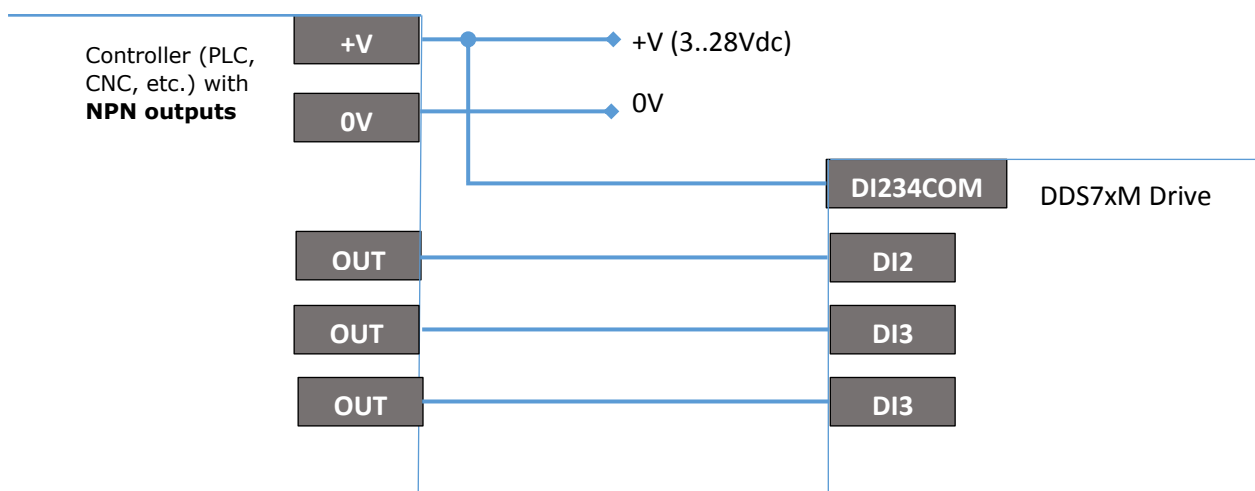 +V
+V (3..28Vdc)
Controller (PLC,
CNC, etc.) with
NPN outputs
0V
0V
DI234COM
DDS7xM Drive
OUT
DI2
OUT
DI3
OUT
DI3